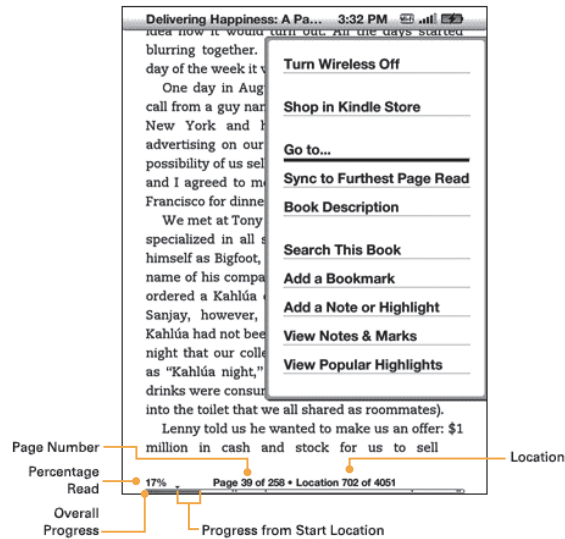 Delivering Happiness: A Pa... 3:32 PM
idea how it would turn out. All the days started
blurring together.
day of the week it
One day in Aug
call from a guy nam
New York and
advertising on our
possibility of us sel
and I agreed to m
Francisco for dinne
We met at Tony
specialized in all s
himself as Bigfoot,
name of his compa
ordered a Kahlúa
Sanjay, however,
Kahlúa had not bee
night that our colle
as “Kahlúa night,”
drinks were consur
into the toilet that we all shared as roommates).
Lenny told us he wanted to make us an offer: $1
million in cash and stock for us to sell
Turn Wireless Off
Shop in Kindle Store
Go to...
Sync to Furthest Page Read
Book Description
Search This Book
Add a Bookmark
Add a Note or Highlight
View Notes & Marks
View Popular Highlights
17% Page 39 of 258 • Location 702 of 4051
Page Number
Location
Percentage
Read
Overall
Progress
Progress from Start Location